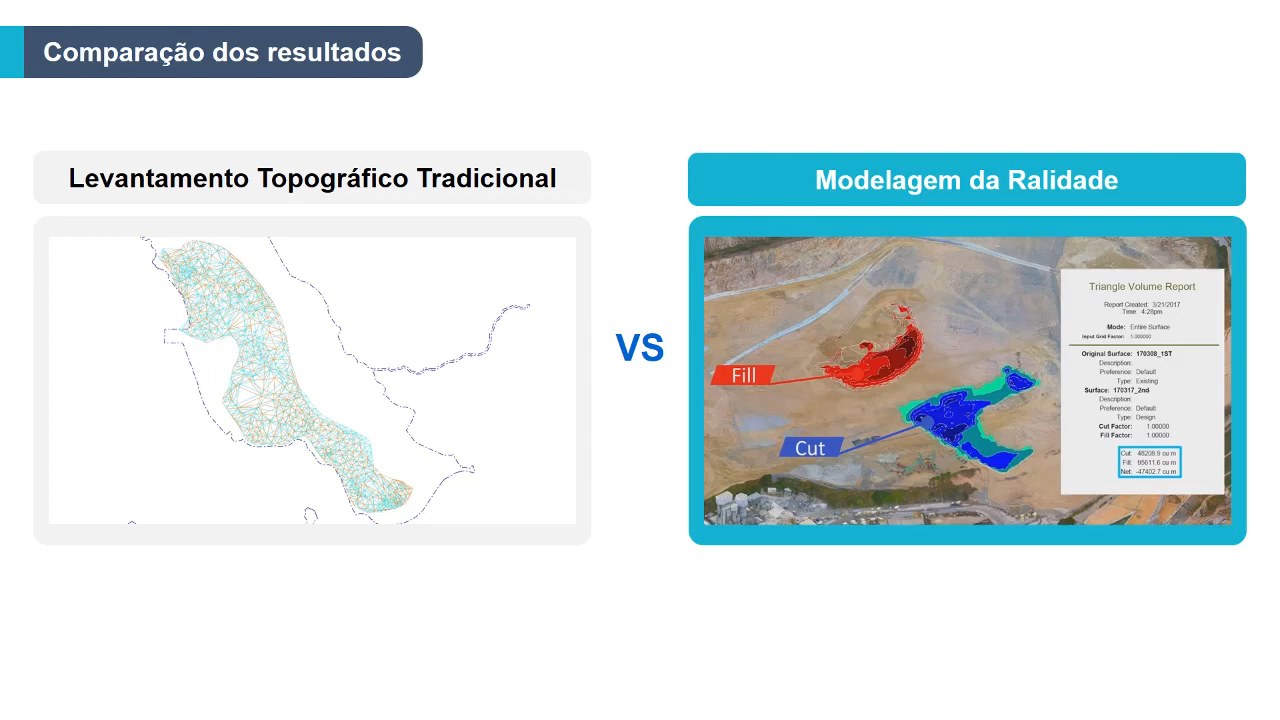 Comparação dos resultados
Levantamento Topográfico Tradicional
Modelagem da Ralidade
VS
Fill
Cut
Triangle Volume Report
Report Created: 3/21/2017
Time 4:28pm
Mode: Entire Surface
Input Grid Factor: 1.000000
Original Surface: 170308_1ST
Description:
Preference: Default
Type: Existing
Surface: 170317_2nd
Description:
Preference: Default
Type: Design
Cut Factor: 1.00000
Fill Factor: 1.00000
Cut: 48208.9 cu m
Fill: 95611.6 cu m
Net: -47402.7 cu m